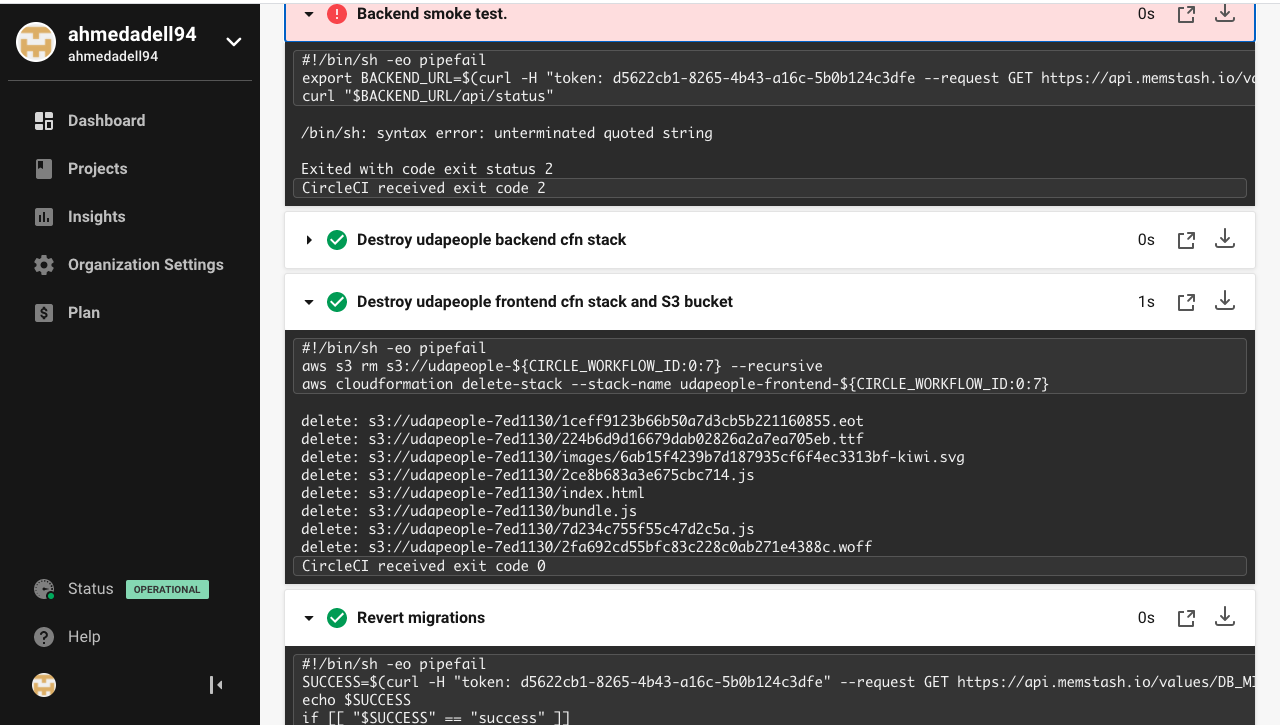 ahmedadell94
ahmedadell94
Dashboard
Projects
Insights
Organization Settings
Plan
Status OPERATIONAL
Help
Backend smoke test. 0s
#!/bin/sh -eo pipefail
export BACKEND_URL=$(curl -H "token: d5622cb1-8265-4b43-a16c-5b0b124c3dfe --request GET https://api.memstash.io/va
curl "$BACKEND_URL/api/status"
/bin/sh: syntax error: unterminated quoted string
Exited with code exit status 2
CircleCI received exit code 2
Destroy udapeople backend cfn stack 0s
Destroy udapeople frontend cfn stack and S3 bucket 1s
#!/bin/sh -eo pipefail
aws s3 rm s3://udapeople-${CIRCLE_WORKFLOW_ID:0:7} --recursive
aws cloudformation delete-stack --stack-name udapeople-frontend-${CIRCLE_WORKFLOW_ID:0:7}
delete: s3://udapeople-7ed1130/1ceff9123b66b50a7d3cb5b221160855.eot
delete: s3://udapeople-7ed1130/224b6d9d16679dab02826a2a7ea705eb.ttf
delete: s3://udapeople-7ed1130/images/6ab15f4239b7d187935cf6f4ec3313bf-kiwi.svg
delete: s3://udapeople-7ed1130/2ce8b683a3e675cbc714.js
delete: s3://udapeople-7ed1130/index.html
delete: s3://udapeople-7ed1130/bundle.js
delete: s3://udapeople-7ed1130/7d234c755f55c47d2c5a.js
delete: s3://udapeople-7ed1130/2fa692cd55bfc83c228c0ab271e4388c.woff
CircleCI received exit code 0
Revert migrations 0s
#!/bin/sh -eo pipefail
SUCCESS=$(curl -H "token: d5622cb1-8265-4b43-a16c-5b0b124c3dfe" --request GET https://api.memstash.io/values/DB_MI
echo $SUCCESS
if [[ "$SUCCESS" == "success" ]]